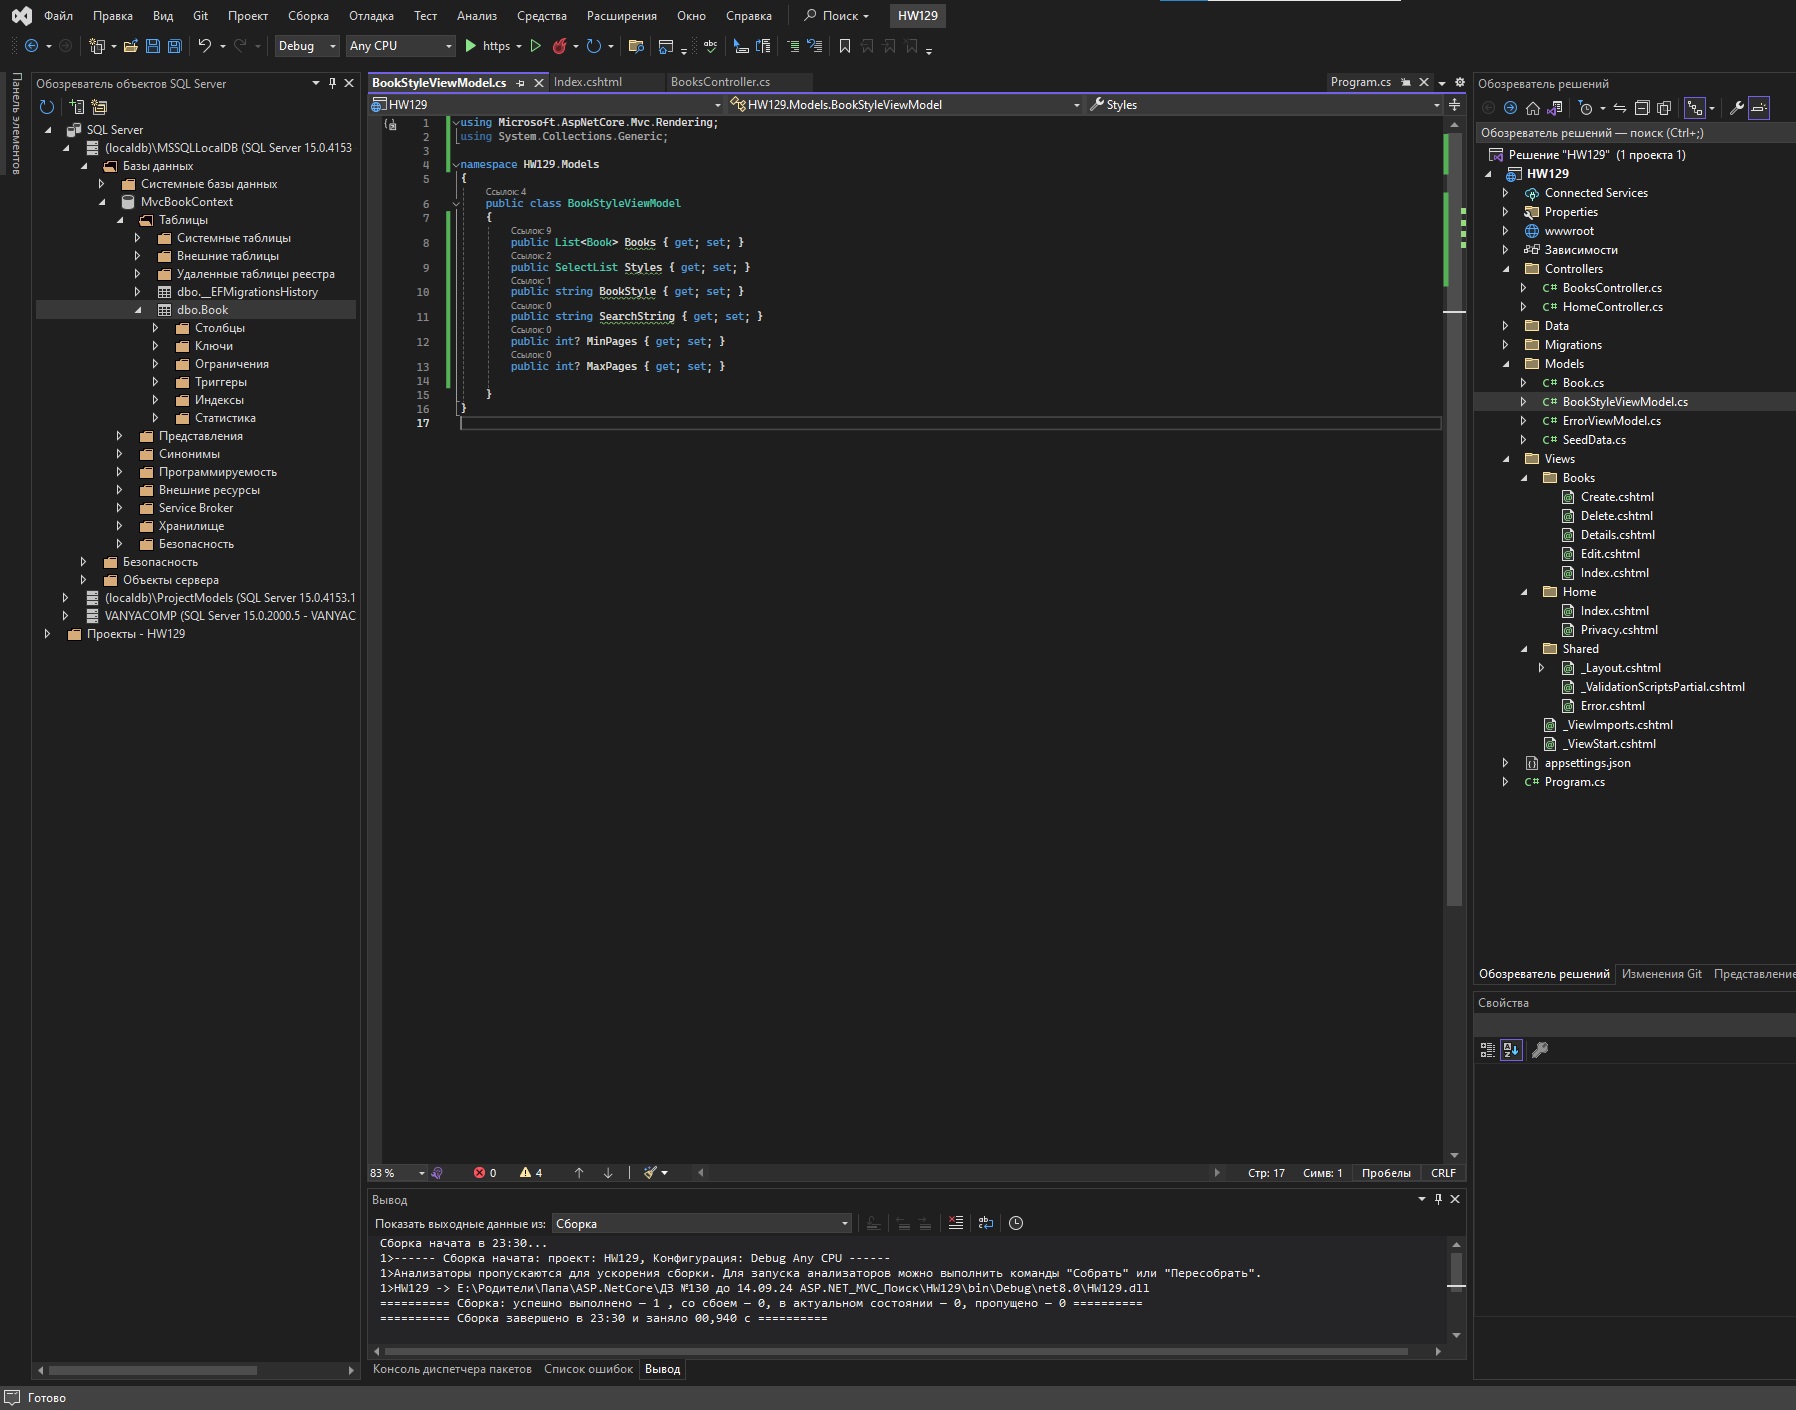 Файл Правка Вид Git Проект Сборка Отладка Тест Анализ Средства Расширения Окно Справка Поиск HW129
Debug Any CPU https
Панель элементов
Обозреватель объектов SQL Server
SQL Server
(localdb)\MSSQLLocalDB (SQL Server 15.0.4153
Базы данных
Системные базы данных
MvcBookContext
Таблицы
Системные таблицы
Внешние таблицы
Удаленные таблицы реестра
dbo.__EFMigrationsHistory
dbo.Book
Столбцы
Ключи
Ограничения
Триггеры
Индексы
Статистика
Представления
Синонимы
Программируемость
Внешние ресурсы
Service Broker
Хранилище
Безопасность
Безопасность
Объекты сервера
(localdb)\ProjectModels (SQL Server 15.0.4153.1
VANYACOMP (SQL Server 15.0.2000.5 - VANYAC
Проекты - HW129
BookStyleViewModel.cs Index.cshtml BooksController.cs Program.cs
HW129 HW129.Models.BookStyleViewModel Styles
1 using Microsoft.AspNetCore.Mvc.Rendering;
2 using System.Collections.Generic;
3
4 namespace HW129.Models
5 {
Ссылок: 4
6 public class BookStyleViewModel
7 {
Ссылок: 9
8 public List<Book> Books { get; set; }
Ссылок: 2
9 public SelectList Styles { get; set; }
Ссылок: 1
10 public string BookStyle { get; set; }
Ссылок: 0
11 public string SearchString { get; set; }
Ссылок: 0
12 public int? MinPages { get; set; }
Ссылок: 0
13 public int? MaxPages { get; set; }
14
15 }
16 }
17
83 % 0 4 Стр: 17 Симв: 1 Пробелы CRLF
Вывод
Показать выходные данные из: Сборка
Сборка начата в 23:30...
1>------ Сборка начата: проект: HW129, Конфигурация: Debug Any CPU ------
1>Анализаторы пропускаются для ускорения сборки. Для запуска анализаторов можно выполнить команды "Собрать" или "Пересобрать".
1>HW129 -> E:\Родители\Папа\ASP.NetCore\ДЗ №130 до 14.09.24 ASP.NET_MVC_Поиск\HW129\bin\Debug\net8.0\HW129.dll
========== Сборка: успешно выполнено — 1 , со сбоем — 0, в актуальном состоянии — 0, пропущено — 0 ==========
========== Сборка завершено в 23:30 и заняло 00,940 с ==========
Консоль диспетчера пакетов Список ошибок Вывод
Обозреватель решений
Обозреватель решений — поиск (Ctrl+;)
Решение "HW129" (1 проекта 1)
HW129
Connected Services
Properties
wwwroot
Зависимости
Controllers
C# BooksController.cs
C# HomeController.cs
Data
Migrations
Models
C# Book.cs
C# BookStyleViewModel.cs
C# ErrorViewModel.cs
C# SeedData.cs
Views
Books
Create.cshtml
Delete.cshtml
Details.cshtml
Edit.cshtml
Index.cshtml
Home
Index.cshtml
Privacy.cshtml
Shared
_Layout.cshtml
_ValidationScriptsPartial.cshtml
Error.cshtml
_ViewImports.cshtml
_ViewStart.cshtml
appsettings.json
C# Program.cs
Обозреватель решений Изменения Git Представление
Свойства
Готово